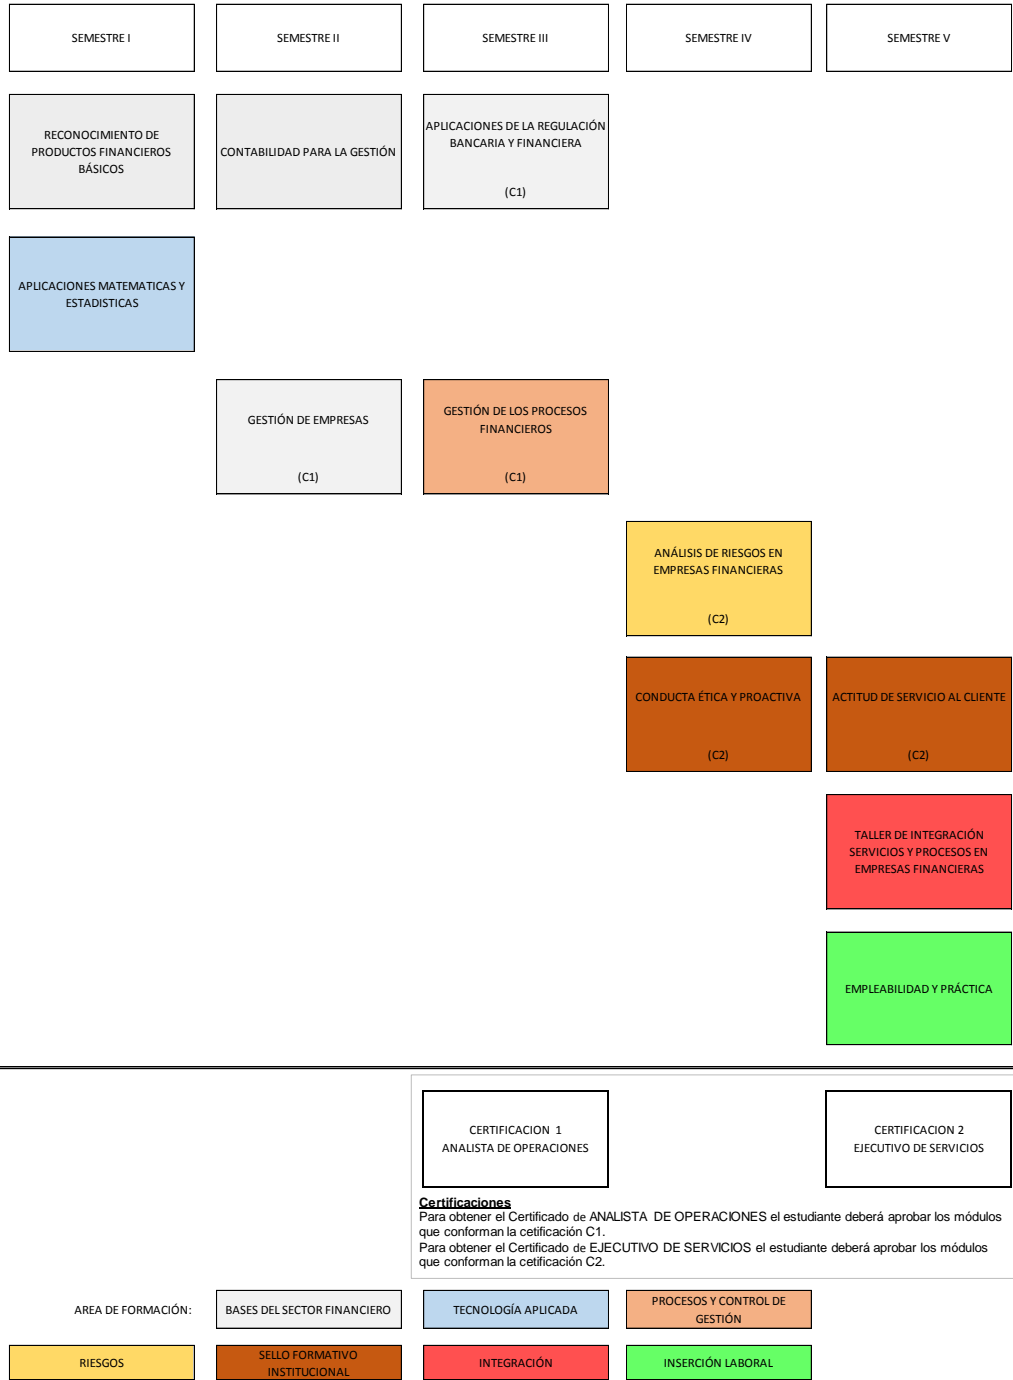 SEMESTRE I
SEMESTRE II
SEMESTRE III
SEMESTRE IV
SEMESTRE V
RECONOCIMIENTO DE
PRODUCTOS FINANCIEROS
BÁSICOS
CONTABILIDAD PARA LA GESTIÓN
APLICACIONES DE LA REGULACIÓN
BANCARIA Y FINANCIERA
(C1)
APLICACIONES MATEMATICAS Y
ESTADISTICAS
GESTIÓN DE EMPRESAS
(C1)
GESTIÓN DE LOS PROCESOS
FINANCIEROS
(C1)
ANÁLISIS DE RIESGOS EN
EMPRESAS FINANCIERAS
(C2)
CONDUCTA ÉTICA Y PROACTIVA
(C2)
ACTITUD DE SERVICIO AL CLIENTE
(C2)
TALLER DE INTEGRACIÓN
SERVICIOS Y PROCESOS EN
EMPRESAS FINANCIERAS
EMPLEABILIDAD Y PRÁCTICA
CERTIFICACION 1
ANALISTA DE OPERACIONES
CERTIFICACION 2
EJECUTIVO DE SERVICIOS
Certificaciones
Para obtener el Certificado de ANALISTA DE OPERACIONES el estudiante deberá aprobar los módulos
que conforman la cetificación C1.
Para obtener el Certificado de EJECUTIVO DE SERVICIOS el estudiante deberá aprobar los módulos
que conforman la cetificación C2.
AREA DE FORMACIÓN:
BASES DEL SECTOR FINANCIERO
TECNOLOGÍA APLICADA
PROCESOS Y CONTROL DE
GESTIÓN
RIESGOS
SELLO FORMATIVO
INSTITUCIONAL
INTEGRACIÓN
INSERCIÓN LABORAL